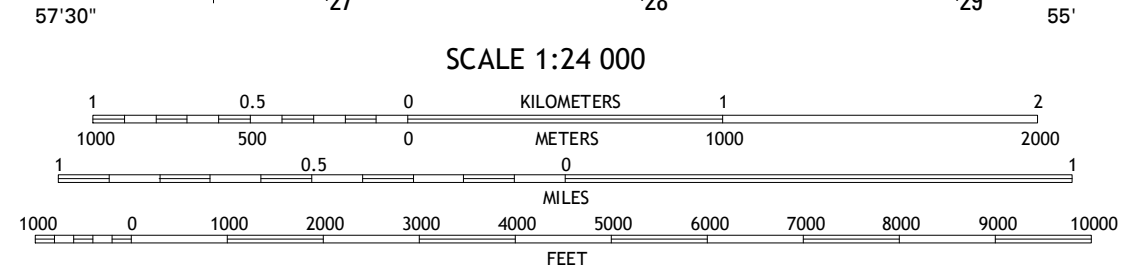 '27 '28 '29
57'30" 55'
SCALE 1:24 000
1 0.5 0 KILOMETERS 1 2
1000 500 0 METERS 1000 2000
1 0.5 0 1
MILES
1000 0 1000 2000 3000 4000 5000 6000 7000 8000 9000 10000
FEET